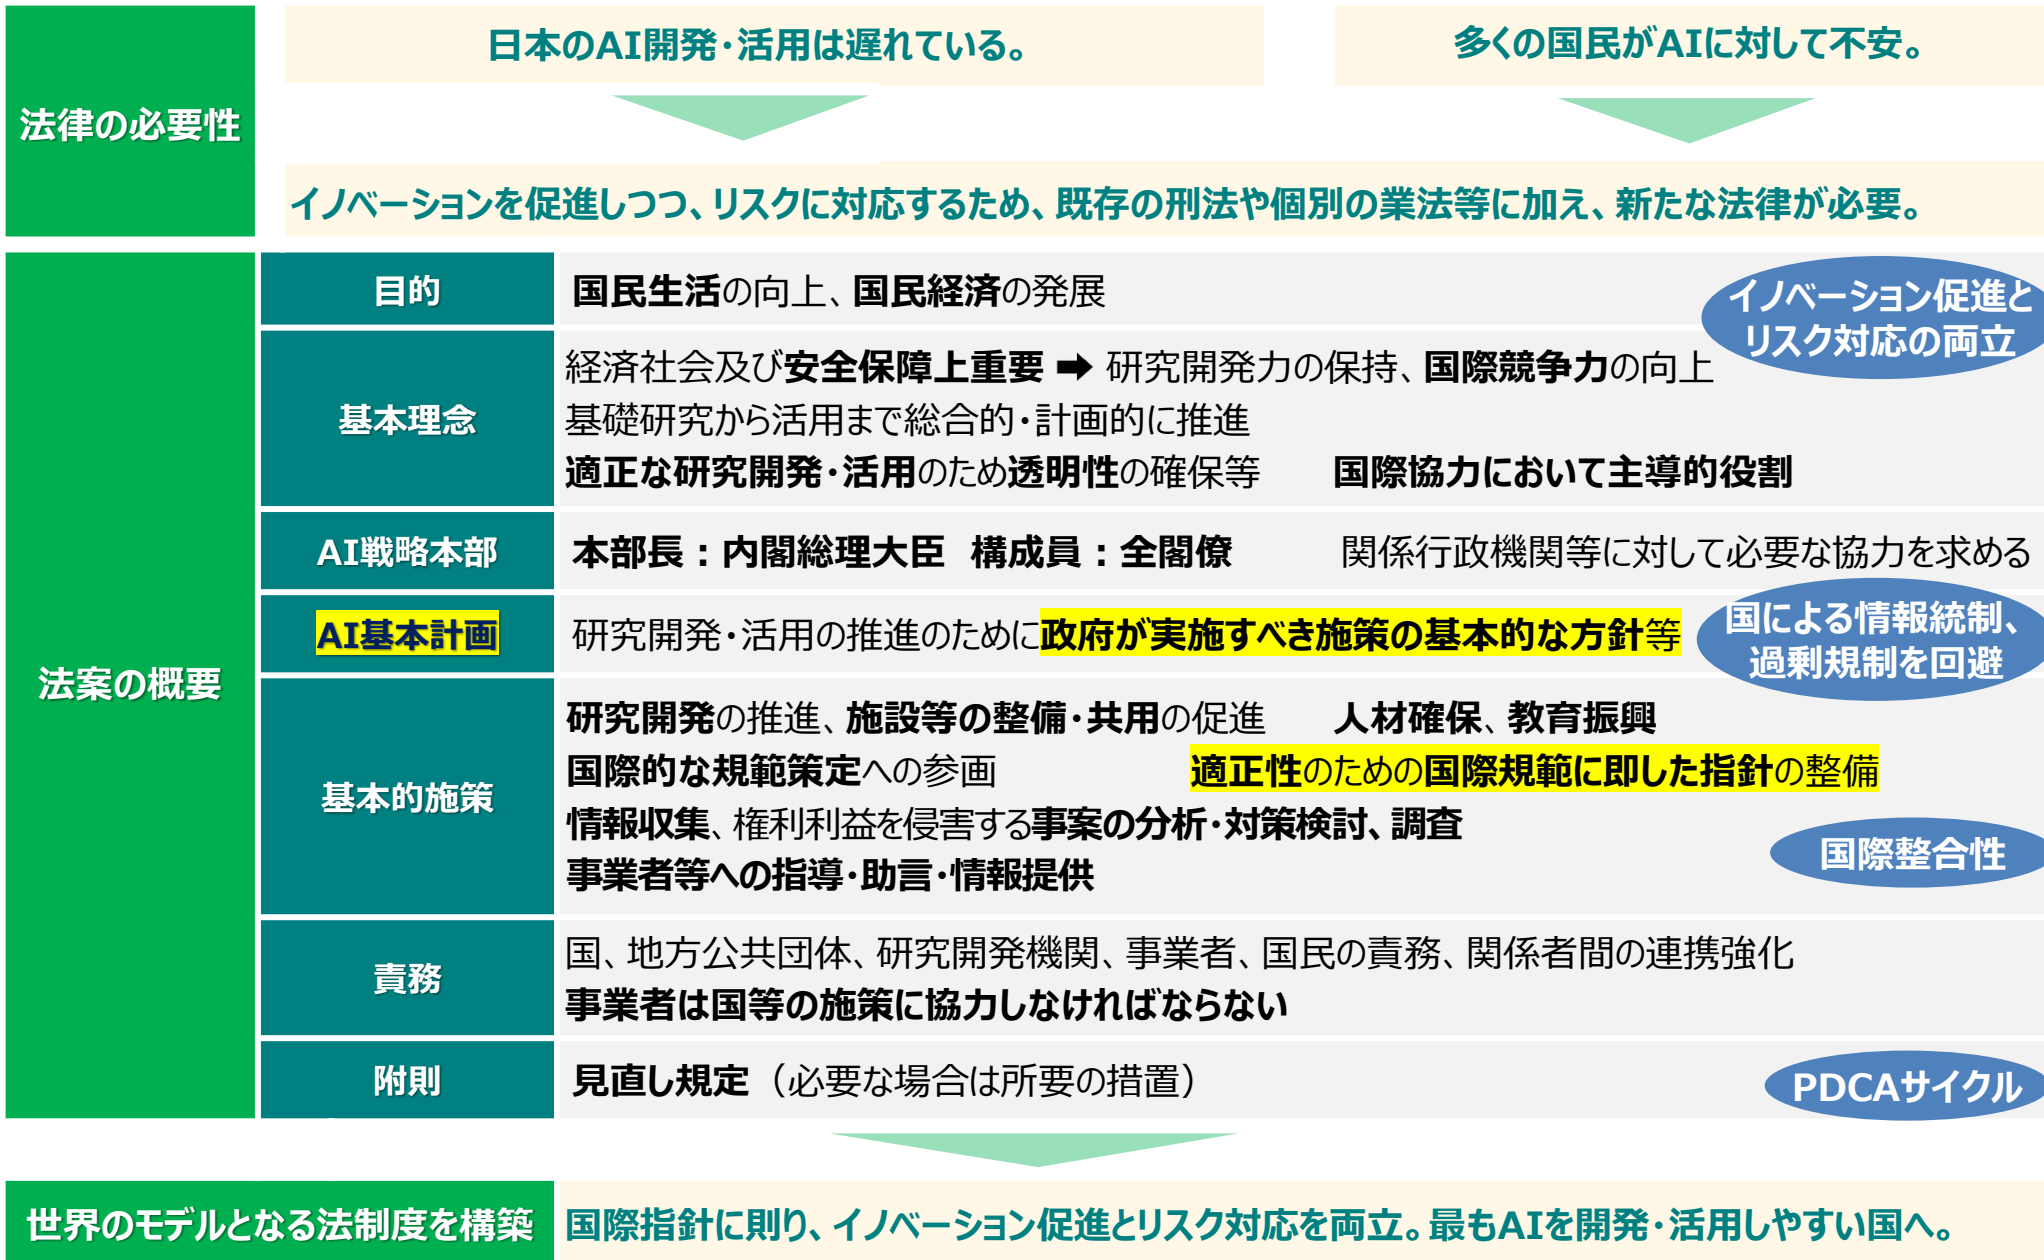 日本のAI開発・活用は遅れている。
多くの国民がAIに対して不安。
法律の必要性
イノベーションを促進しつつ、リスクに対応するため、既存の刑法や個別の業法等に加え、新たな法律が必要。
法案の概要
目的
国民生活の向上、国民経済の発展
イノベーション促進と
リスク対応の両立
基本理念
経済社会及び安全保障上重要 ➡ 研究開発力の保持、国際競争力の向上
基礎研究から活用まで総合的・計画的に推進
適正な研究開発・活用のため透明性の確保等 国際協力において主導的役割
AI戦略本部
本部長：内閣総理大臣 構成員：全閣僚 関係行政機関等に対して必要な協力を求める
AI基本計画
研究開発・活用の推進のために政府が実施すべき施策の基本的な方針等
国による情報統制、
過剰規制を回避
基本的施策
研究開発の推進、施設等の整備・共用の促進 人材確保、教育振興
国際的な規範策定への参画 適正性のための国際規範に即した指針の整備
情報収集、権利利益を侵害する事案の分析・対策検討、調査
事業者等への指導・助言・情報提供
国際整合性
責務
国、地方公共団体、研究開発機関、事業者、国民の責務、関係者間の連携強化
事業者は国等の施策に協力しなければならない
附則
見直し規定（必要な場合は所要の措置）
PDCAサイクル
世界のモデルとなる法制度を構築
国際指針に則り、イノベーション促進とリスク対応を両立。最もAIを開発・活用しやすい国へ。